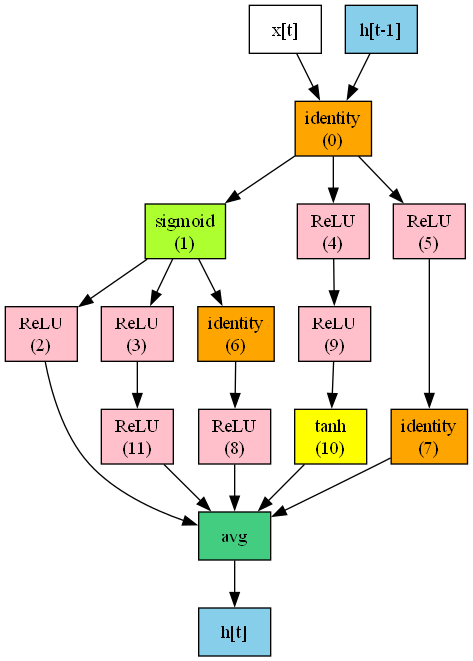 x[t]
h[t-1]
identity
(0)
sigmoid
(1)
ReLU
(4)
ReLU
(5)
ReLU
(2)
ReLU
(3)
identity
(6)
ReLU
(9)
ReLU
(11)
ReLU
(8)
tanh
(10)
identity
(7)
avg
h[t]